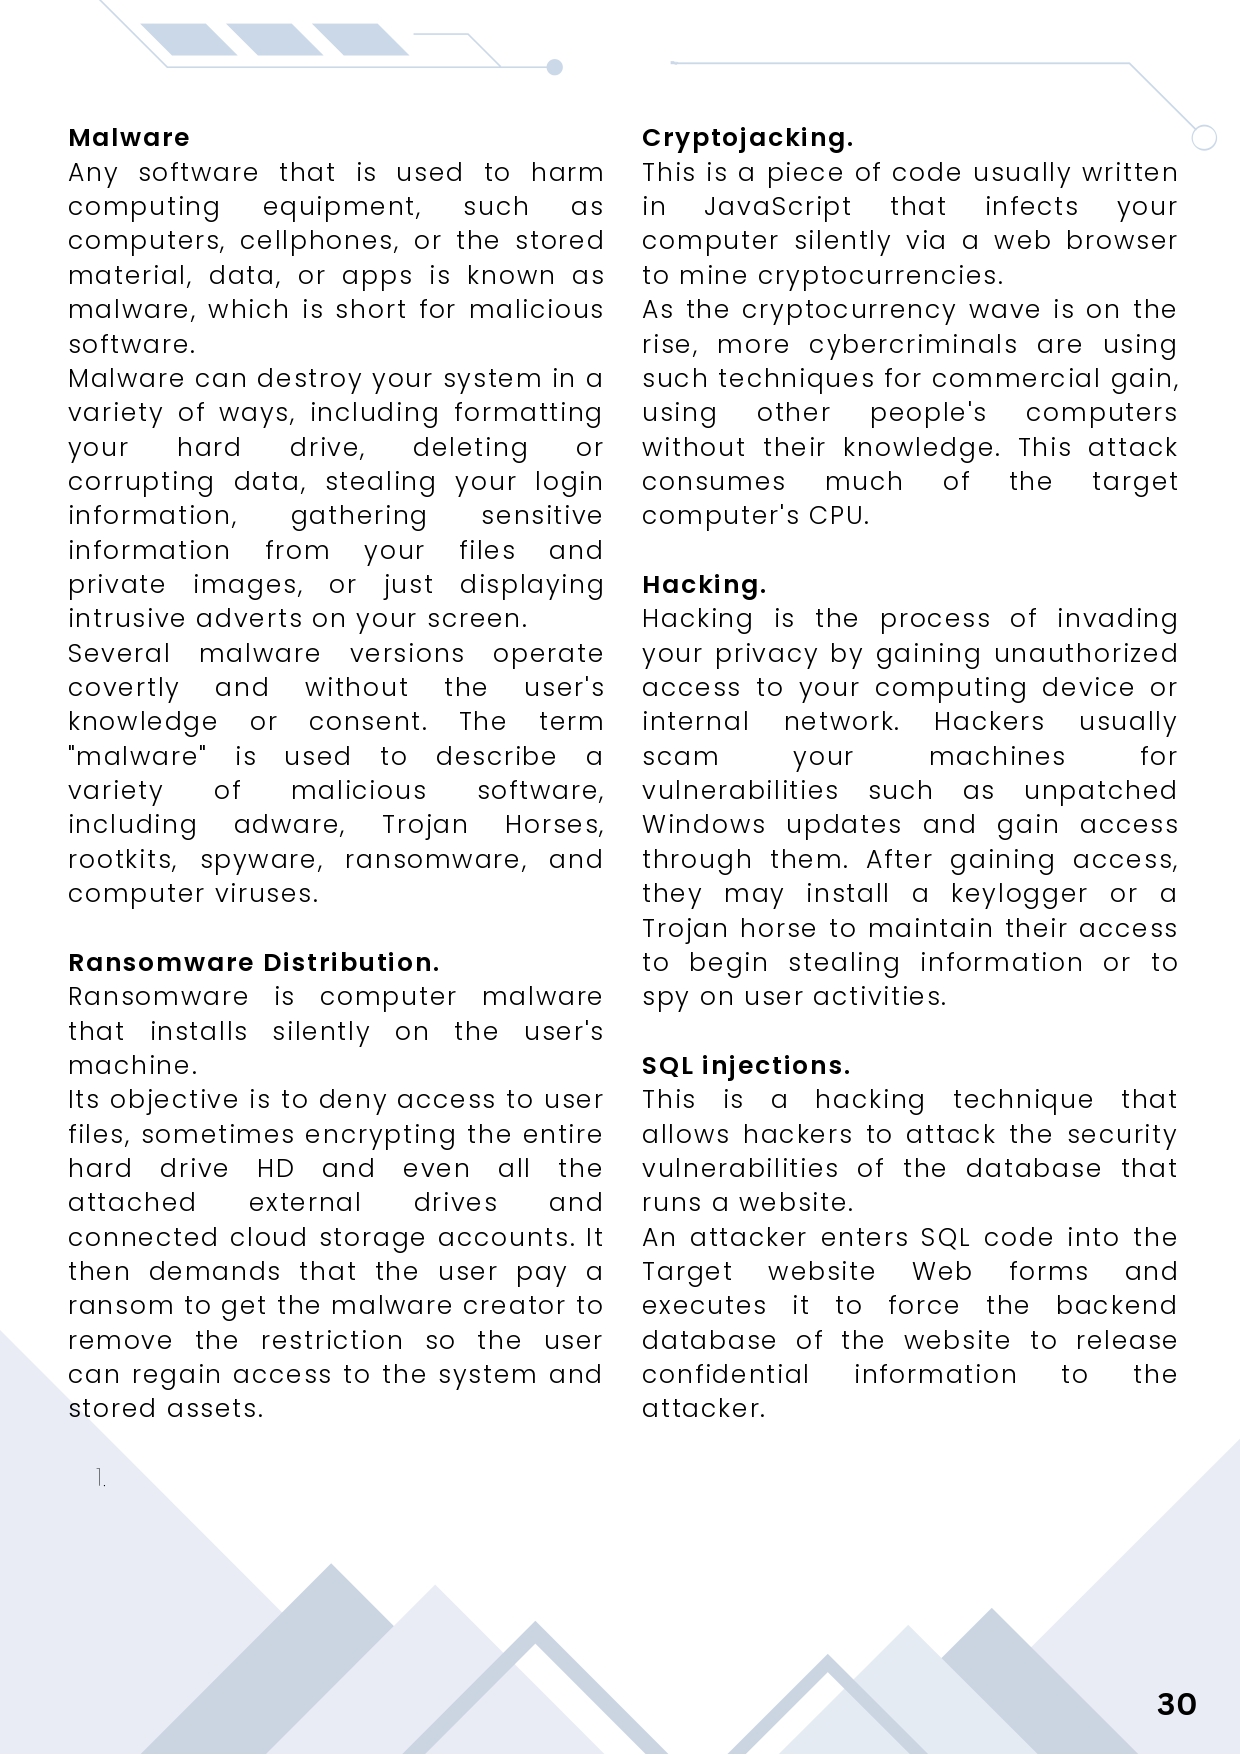 Malware
Any software that is used to harm
computing equipment, such as
computers, cellphones, or the stored
material, data, or apps is known as
malware, which is short for malicious
software.
Malware can destroy your system in a
variety of ways, including formatting
your hard drive, deleting or
corrupting data, stealing your login
information, gathering sensitive
information from your files and
private images, or just displaying
intrusive adverts on your screen.
Several malware versions operate
covertly and without the user's
knowledge or consent. The term
"malware" is used to describe a
variety of malicious software,
including adware, Trojan Horses,
rootkits, spyware, ransomware, and
computer viruses.
Ransomware Distribution.
Ransomware is computer malware
that installs silently on the user's
machine.
Its objective is to deny access to user
files, sometimes encrypting the entire
hard drive HD and even all the
attached external drives and
connected cloud storage accounts. It
then demands that the user pay a
ransom to get the malware creator to
remove the restriction so the user
can regain access to the system and
stored assets.
1.
Cryptojacking.
This is a piece of code usually written
in JavaScript that infects your
computer silently via a web browser
to mine cryptocurrencies.
As the cryptocurrency wave is on the
rise, more cybercriminals are using
such techniques for commercial gain,
using other people's computers
without their knowledge. This attack
consumes much of the target
computer's CPU.
Hacking.
Hacking is the process of invading
your privacy by gaining unauthorized
access to your computing device or
internal network. Hackers usually
scam your machines for
vulnerabilities such as unpatched
Windows updates and gain access
through them. After gaining access,
they may install a keylogger or a
Trojan horse to maintain their access
to begin stealing information or to
spy on user activities.
SQL injections.
This is a hacking technique that
allows hackers to attack the security
vulnerabilities of the database that
runs a website.
An attacker enters SQL code into the
Target website Web forms and
executes it to force the backend
database of the website to release
confidential information to the
attacker.
30